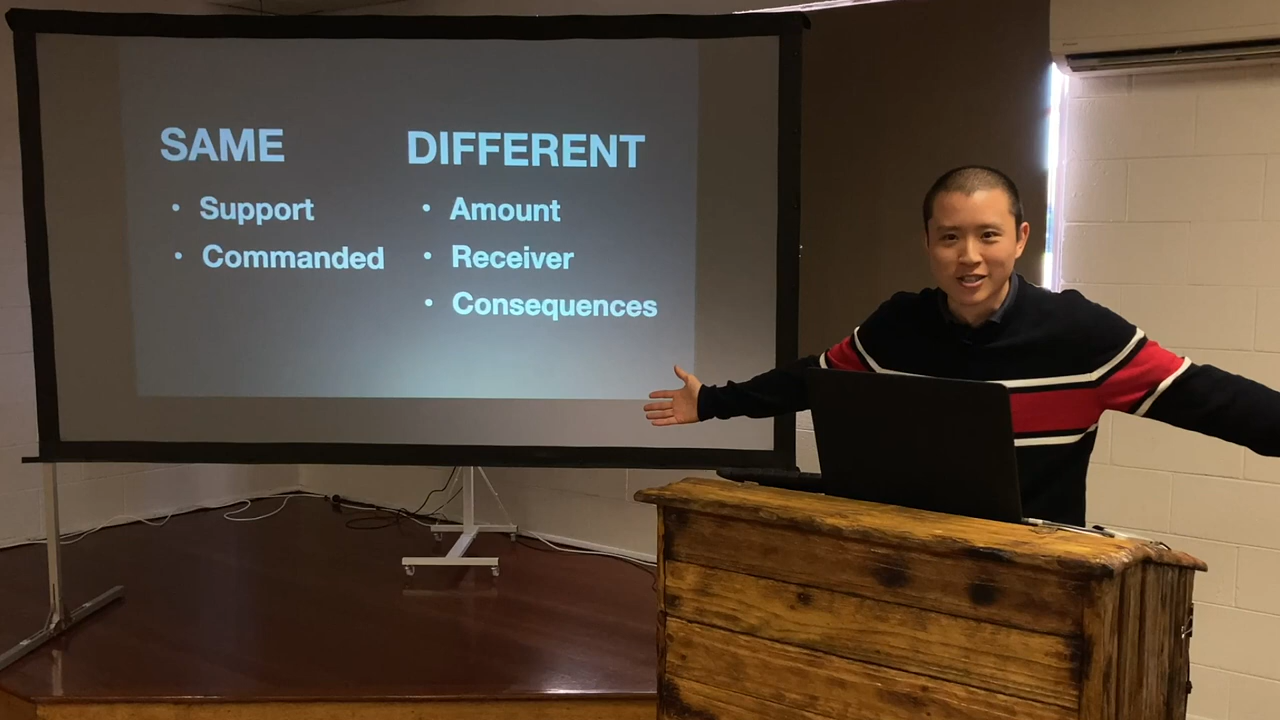 SAME
• Support
• Commanded
DIFFERENT
• Amount
• Receiver
• Consequences